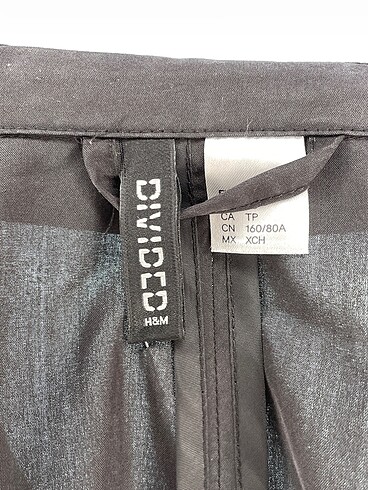 DIVIDED
H&M
CA TP
CN 160/80A
MX XCH